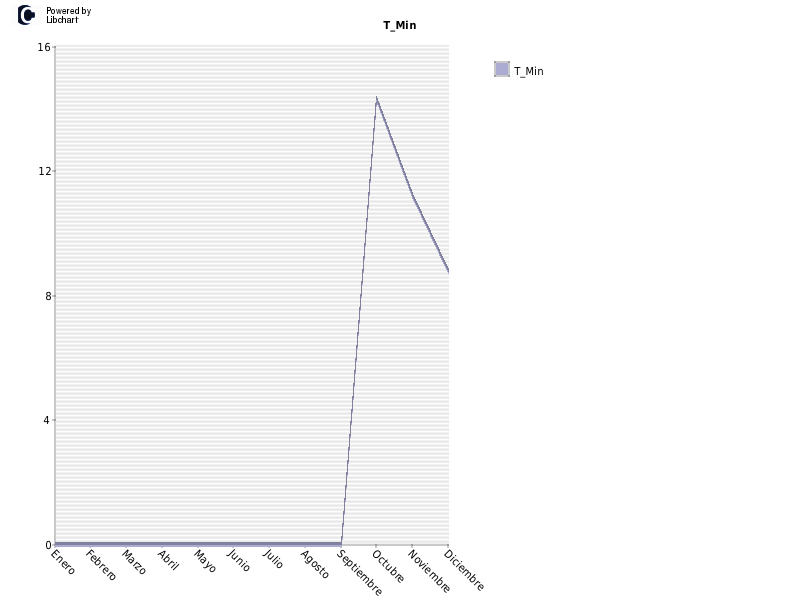 Powered by
Libchart
T_Min
T_Min
16
12
8
4
0
Enero
Febrero
Marzo
Abril
Mayo
Junio
Julio
Agosto
Septiembre
Octubre
Noviembre
Diciembre